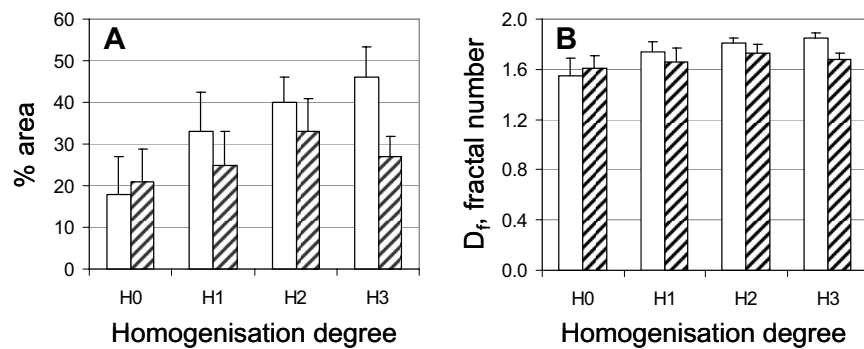 A
% area
60
50
40
30
20
10
0
H0 H1 H2 H3
Homogenisation degree
B
Df, fractal number
2.0
1.6
1.2
0.8
0.4
0.0
H0 H1 H2 H3
Homogenisation degree